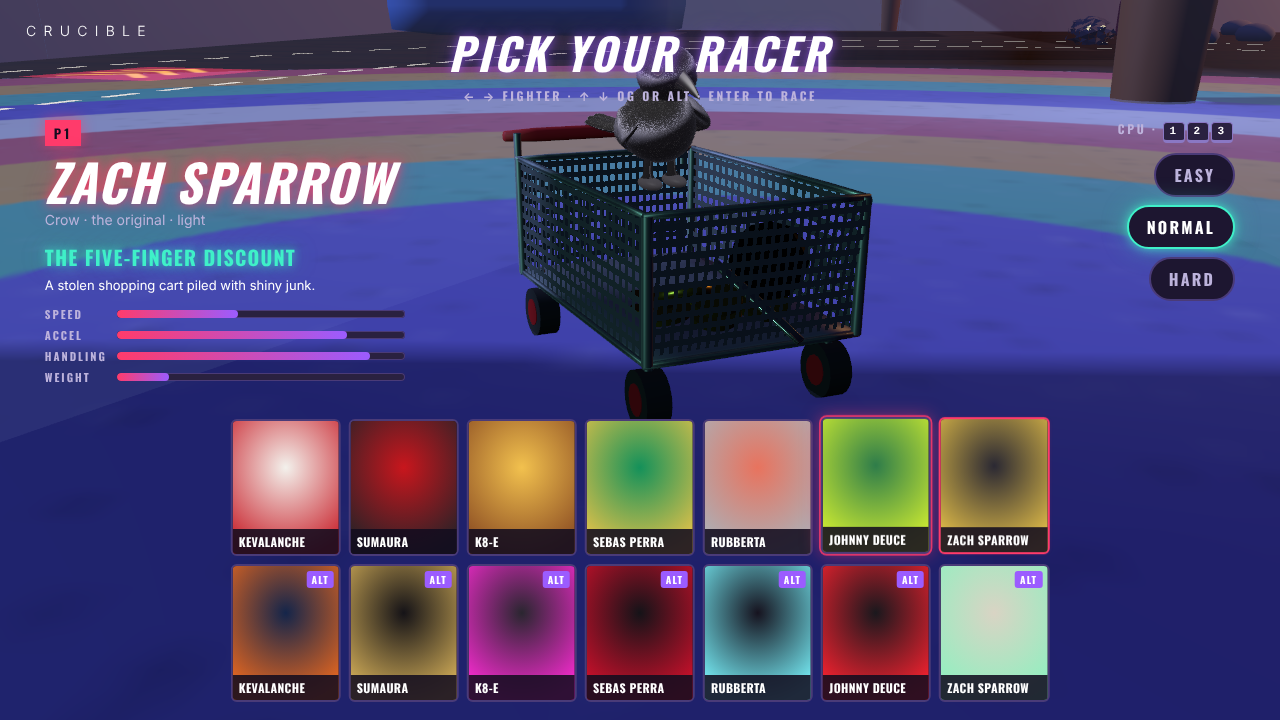 CRUCIBLE
PICK YOUR RACER
← → FIGHTER · ↑ ↓ OG OR ALT · ENTER TO RACE
P1
ZACH SPARROW
Crow · the original · light
THE FIVE-FINGER DISCOUNT
A stolen shopping cart piled with shiny junk.
SPEED
ACCEL
HANDLING
WEIGHT
CPU · 1 2 3
EASY
NORMAL
HARD
KEVALANCHE
SUMAURA
K8-E
SEBAS PERRA
RUBBERTA
JOHNNY DEUCE
ZACH SPARROW
ALT
KEVALANCHE
ALT
SUMAURA
ALT
K8-E
ALT
SEBAS PERRA
ALT
RUBBERTA
ALT
JOHNNY DEUCE
ALT
ZACH SPARROW